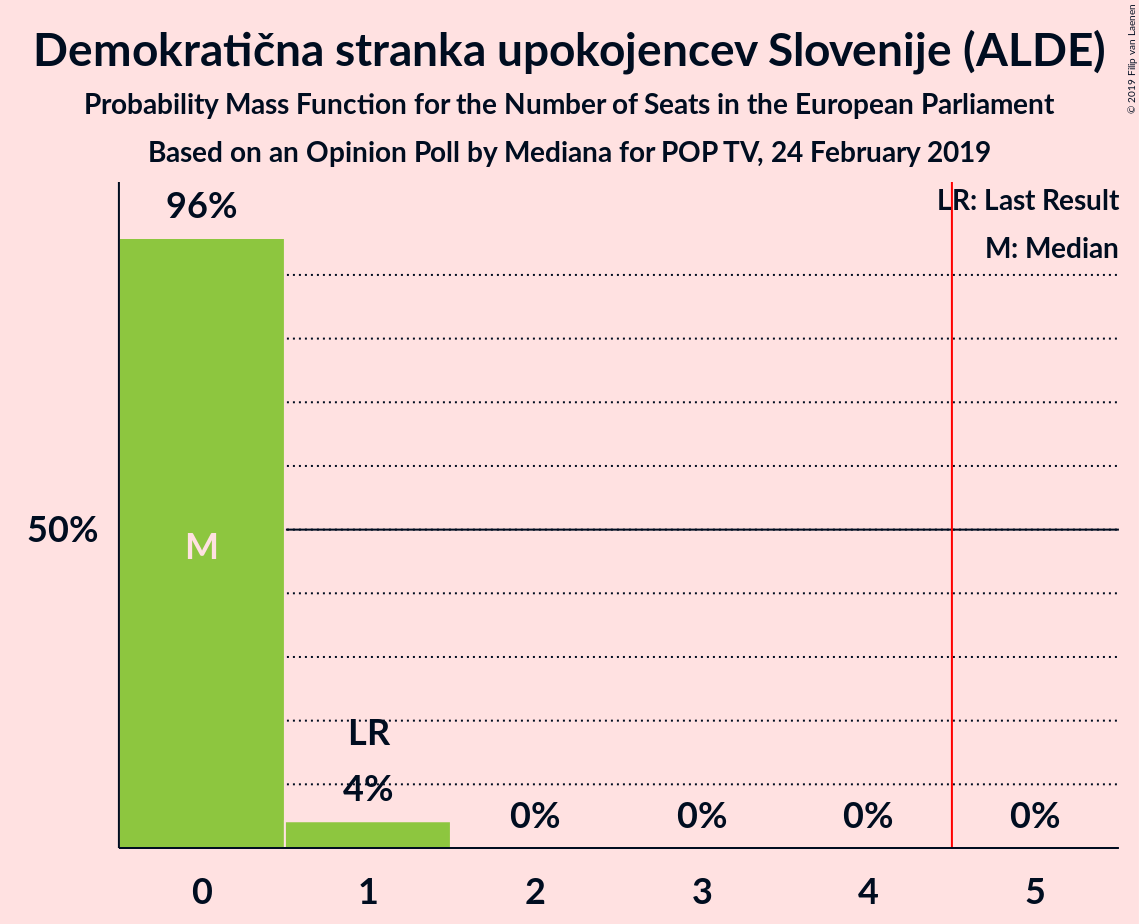 Demokratična stranka upokojencev Slovenije (ALDE)
Probability Mass Function for the Number of Seats in the European Parliament
Based on an Opinion Poll by Mediana for POP TV, 24 February 2019
© 2019 Filip van Laenen
LR: Last Result
M: Median
96%
50%
M
LR
4%
0%
0%
0%
0%
0
1
2
3
4
5